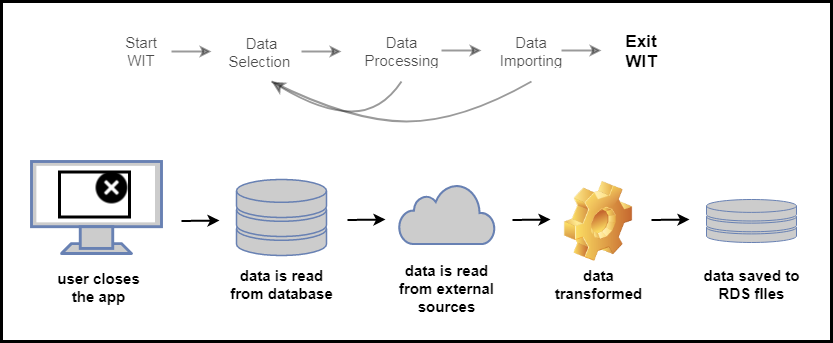 Start
WIT
Data
Selection
Data
Processing
Data
Importing
Exit
WIT
user closes
the app
data is read
from database
data is read
from external
sources
data
transformed
data saved to
RDS fIles